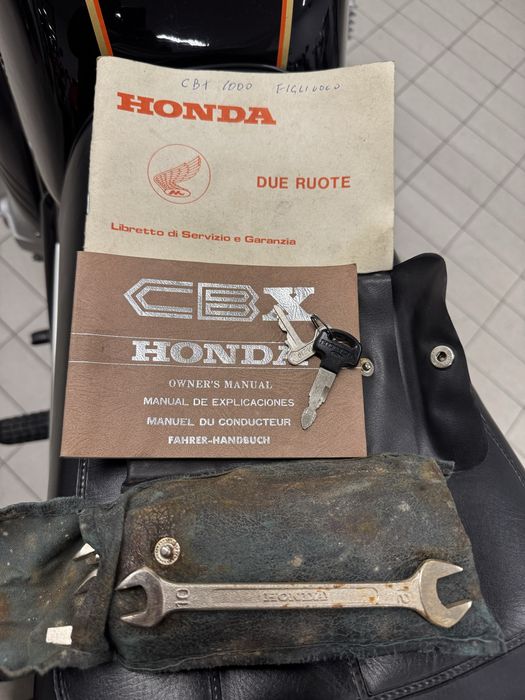 CBX 1000 FIGLIUOLO
HONDA
DUE RUOTE
Libretto di Servizio e Garanzia
CBX
HONDA
OWNER'S MANUAL
MANUAL DE EXPLICACIONES
MANUEL DU CONDUCTEUR
FAHRER-HANDBUCH
HONDA
10 HONDA 12